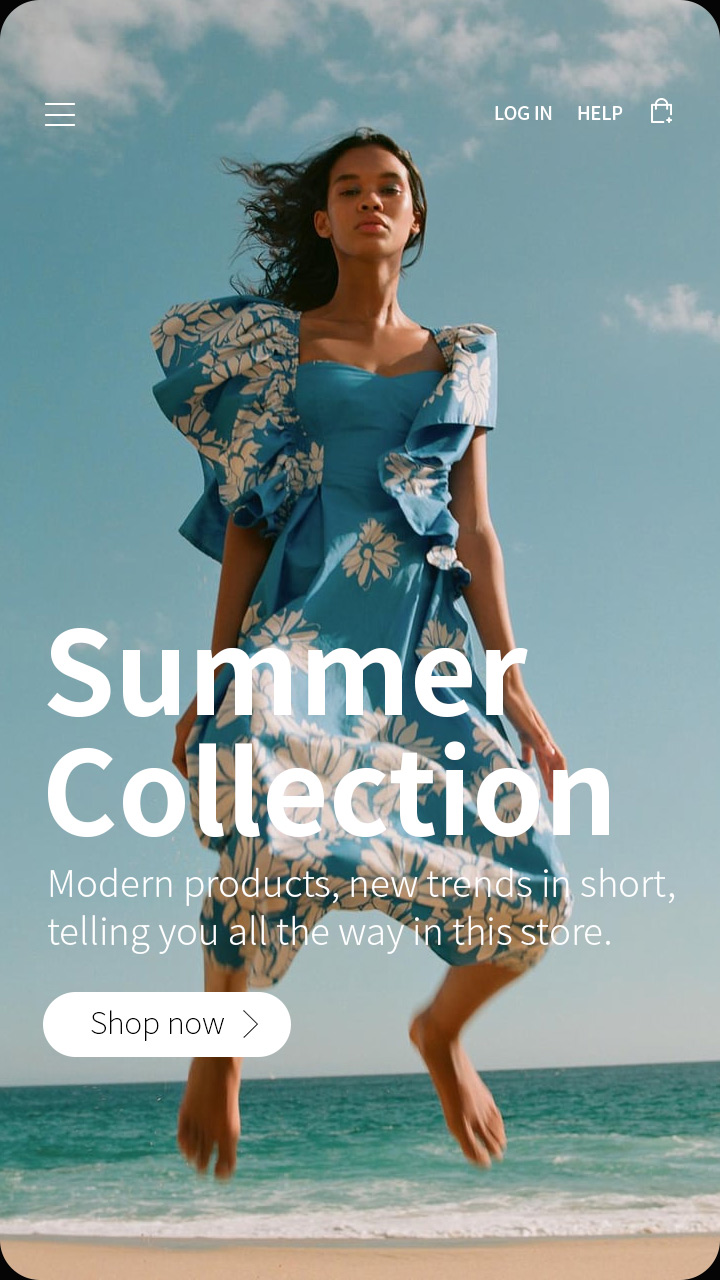 LOG IN HELP
Summer
Collection
Modern products, new trends in short,
telling you all the way in this store.
Shop now